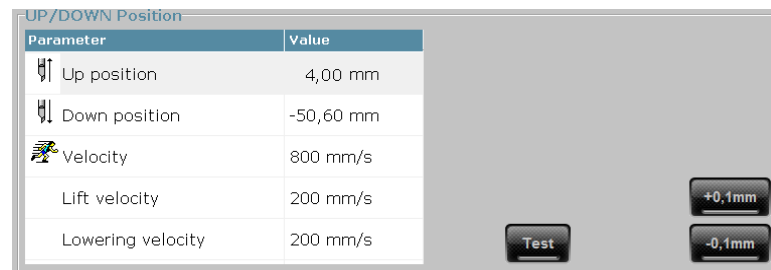 UP/DOWN Position
Parameter Value
Up position 4,00 mm
Down position -50,60 mm
Velocity 800 mm/s
Lift velocity 200 mm/s
+0,1mm
Lowering velocity 200 mm/s
Test -0,1mm